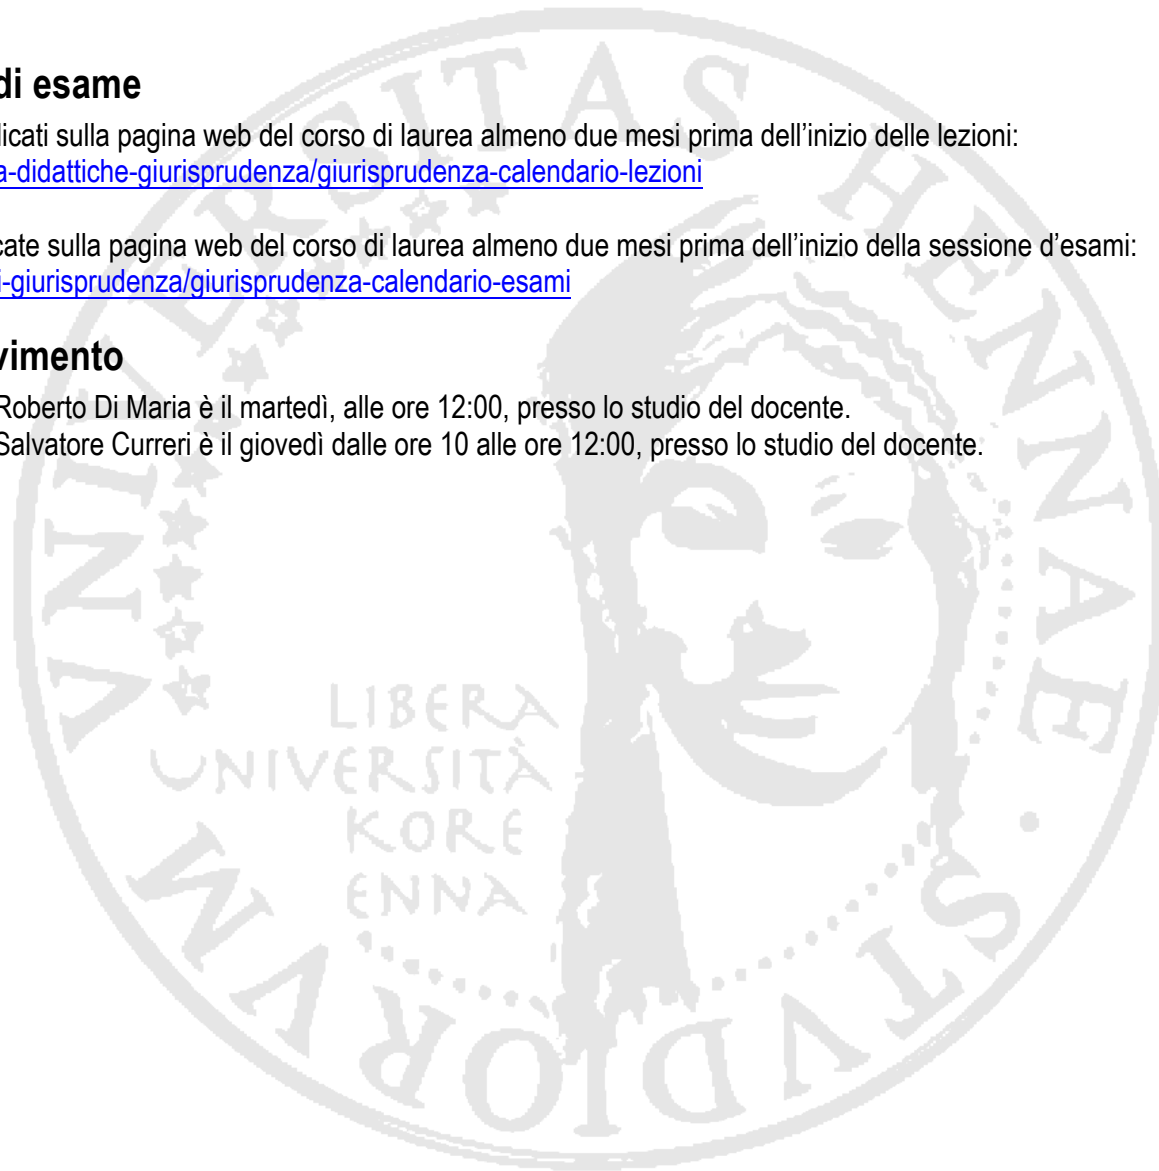 di esame
licati sulla pagina web del corso di laurea almeno due mesi prima dell’inizio delle lezioni:
a-didattiche-giurisprudenza/giurisprudenza-calendario-lezioni
cate sulla pagina web del corso di laurea almeno due mesi prima dell’inizio della sessione d’esami:
i-giurisprudenza/giurisprudenza-calendario-esami
vimento
Roberto Di Maria è il martedì, alle ore 12:00, presso lo studio del docente.
Salvatore Curreri è il giovedì dalle ore 10 alle ore 12:00, presso lo studio del docente.
VNIVERSITAS HENNAE · STVDIORVM
LIBERA
UNIVERSITÀ
KORE
ENNA